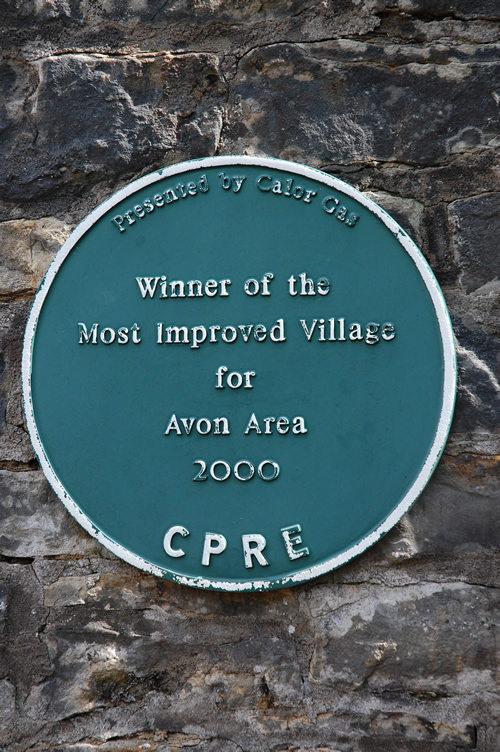 Presented by Calor Gas
Winner of the
Most Improved Village
for
Avon Area
2000
CPRE